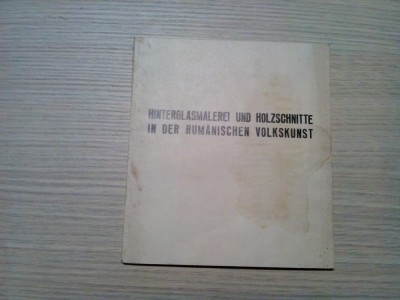 HINTERGLASMALEREI UND HOLZSCHNITTE
IN DER RUMÄNISCHEN VOLKSKUNST